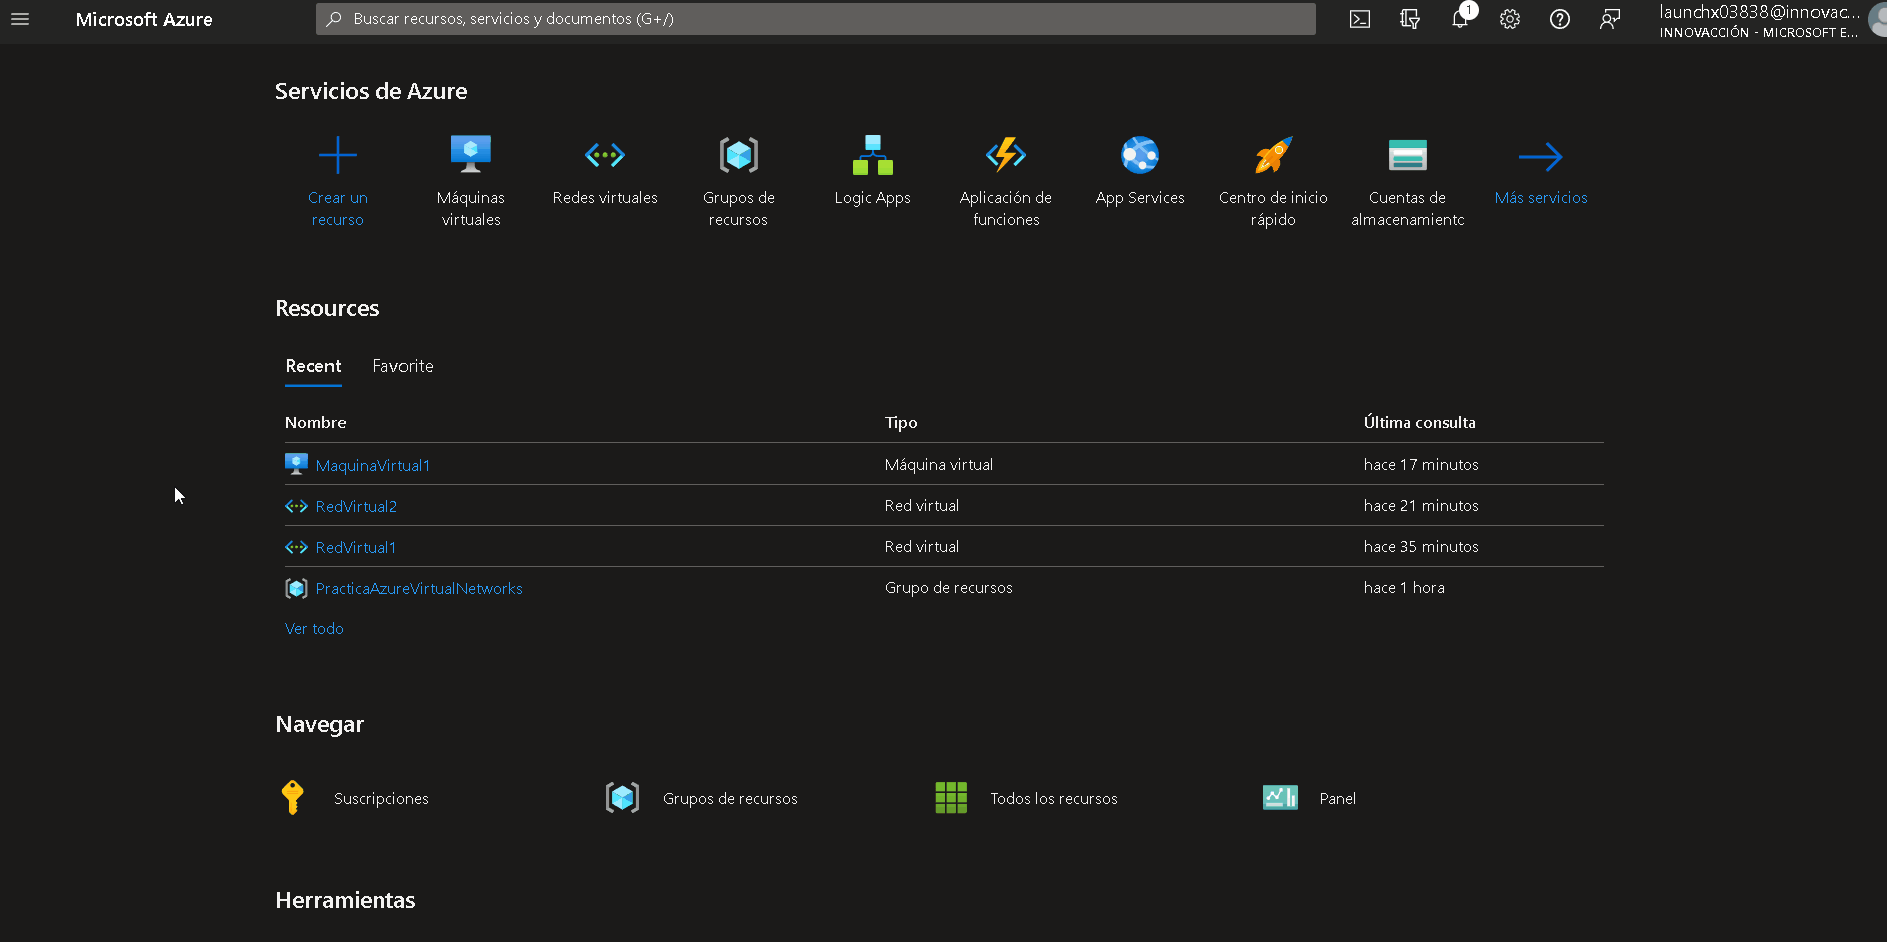 Microsoft Azure
Buscar recursos, servicios y documentos (G+/)
1
launchx03838@innovac...
INNOVACCIÓN - MICROSOFT E...
Servicios de Azure
Crear un
recurso
Máquinas
virtuales
Redes virtuales
Grupos de
recursos
Logic Apps
Aplicación de
funciones
App Services
Centro de inicio
rápido
Cuentas de
almacenamiento
Más servicios
Resources
Recent
Favorite
Nombre
Tipo
Última consulta
MaquinaVirtual1
Máquina virtual
hace 17 minutos
RedVirtual2
Red virtual
hace 21 minutos
RedVirtual1
Red virtual
hace 35 minutos
PracticaAzureVirtualNetworks
Grupo de recursos
hace 1 hora
Ver todo
Navegar
Suscripciones
Grupos de recursos
Todos los recursos
Panel
Herramientas